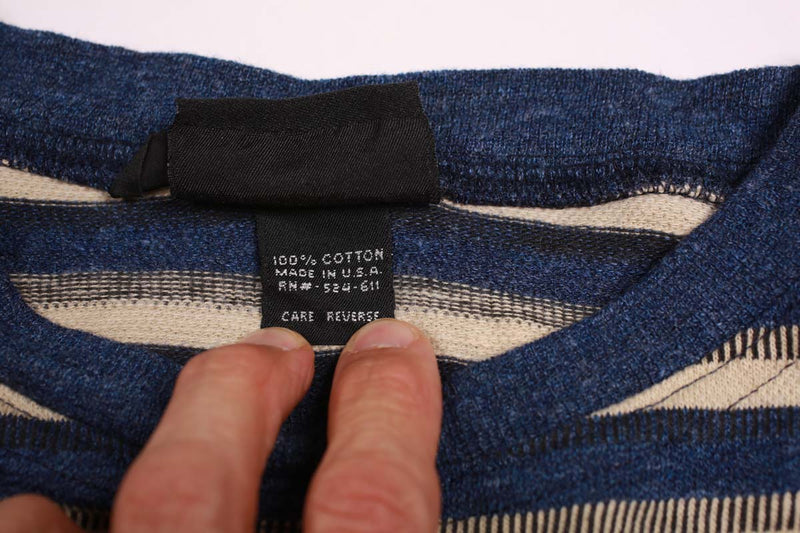 100% COTTON
MADE IN U.S.A.
RN#-524-611
CARE REVERSE